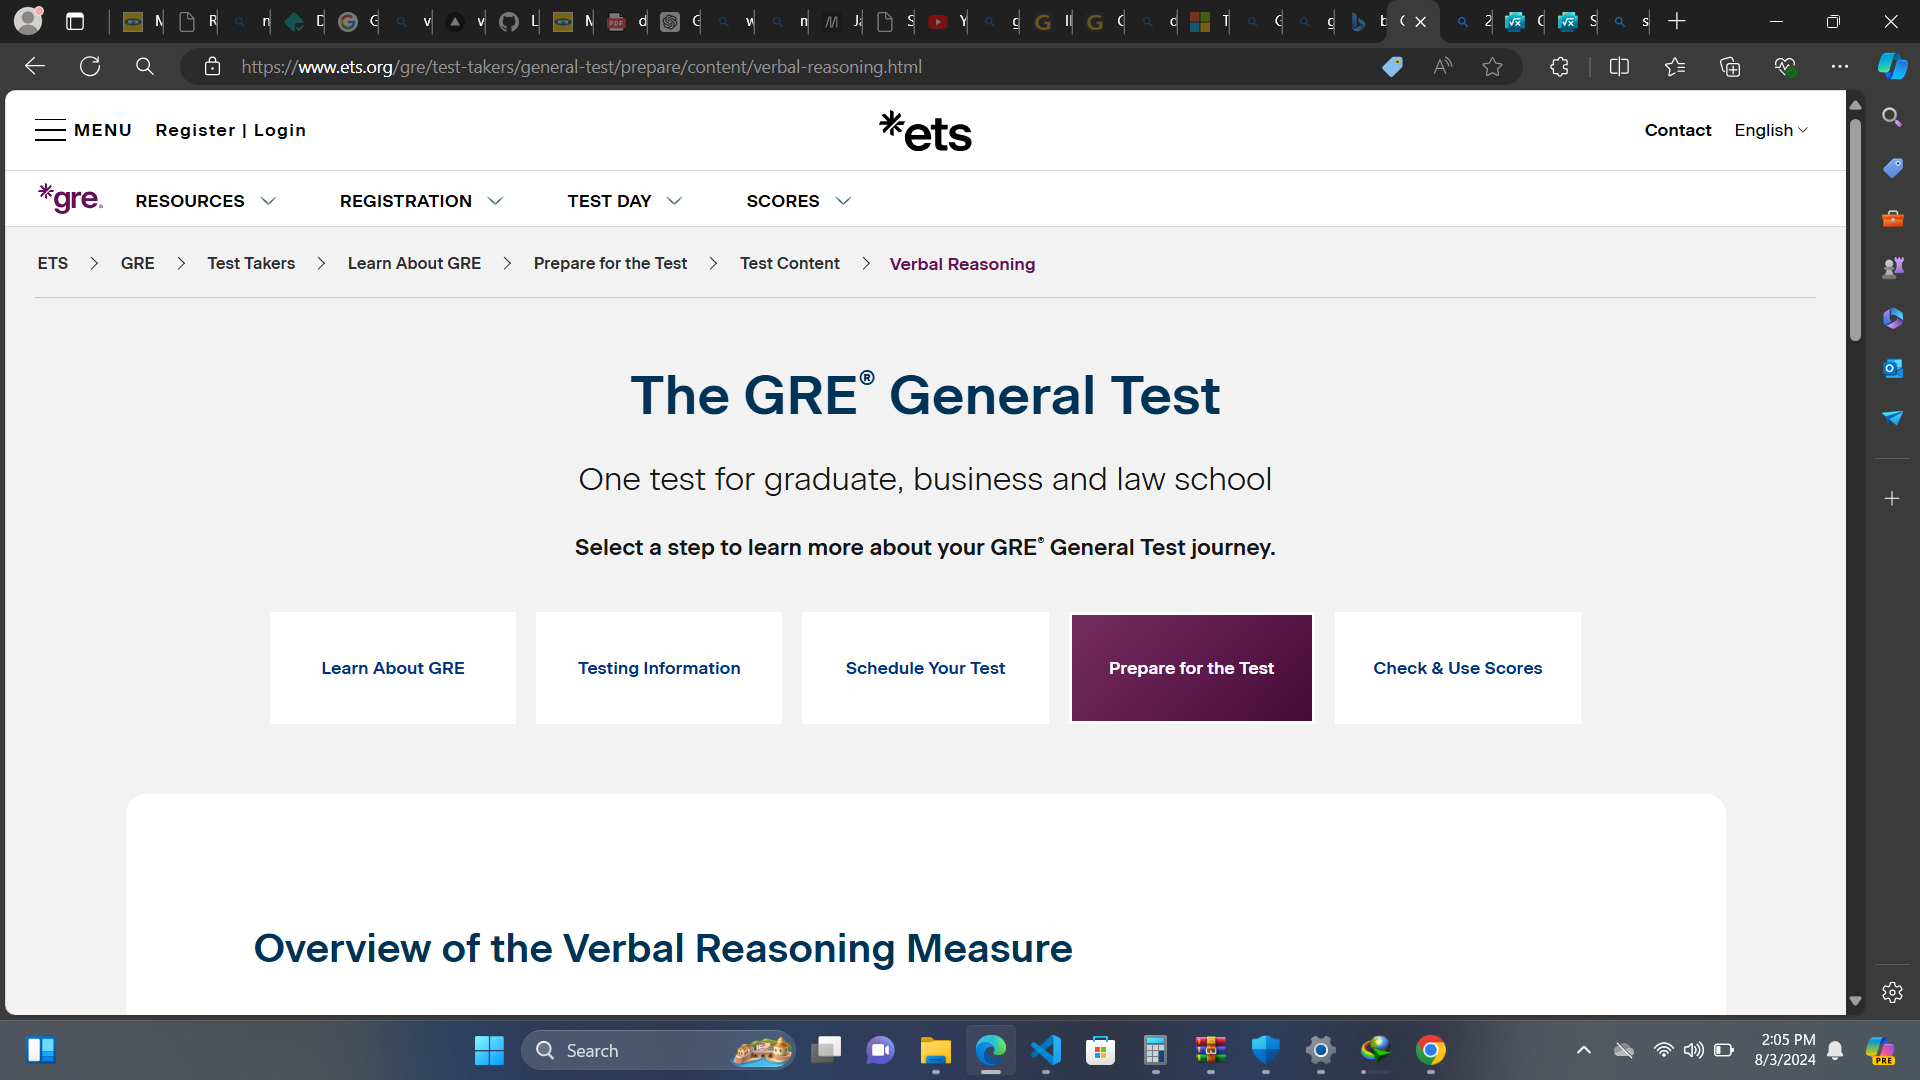 https://www.ets.org/gre/test-takers/general-test/prepare/content/verbal-reasoning.html
MENU Register | Login
*ets
Contact English
*gre.
RESOURCES REGISTRATION TEST DAY SCORES
ETS > GRE > Test Takers > Learn About GRE > Prepare for the Test > Test Content > Verbal Reasoning
The GRE® General Test
One test for graduate, business and law school
Select a step to learn more about your GRE® General Test journey.
Learn About GRE
Testing Information
Schedule Your Test
Prepare for the Test
Check & Use Scores
Overview of the Verbal Reasoning Measure
Search
2:05 PM
8/3/2024
PRE